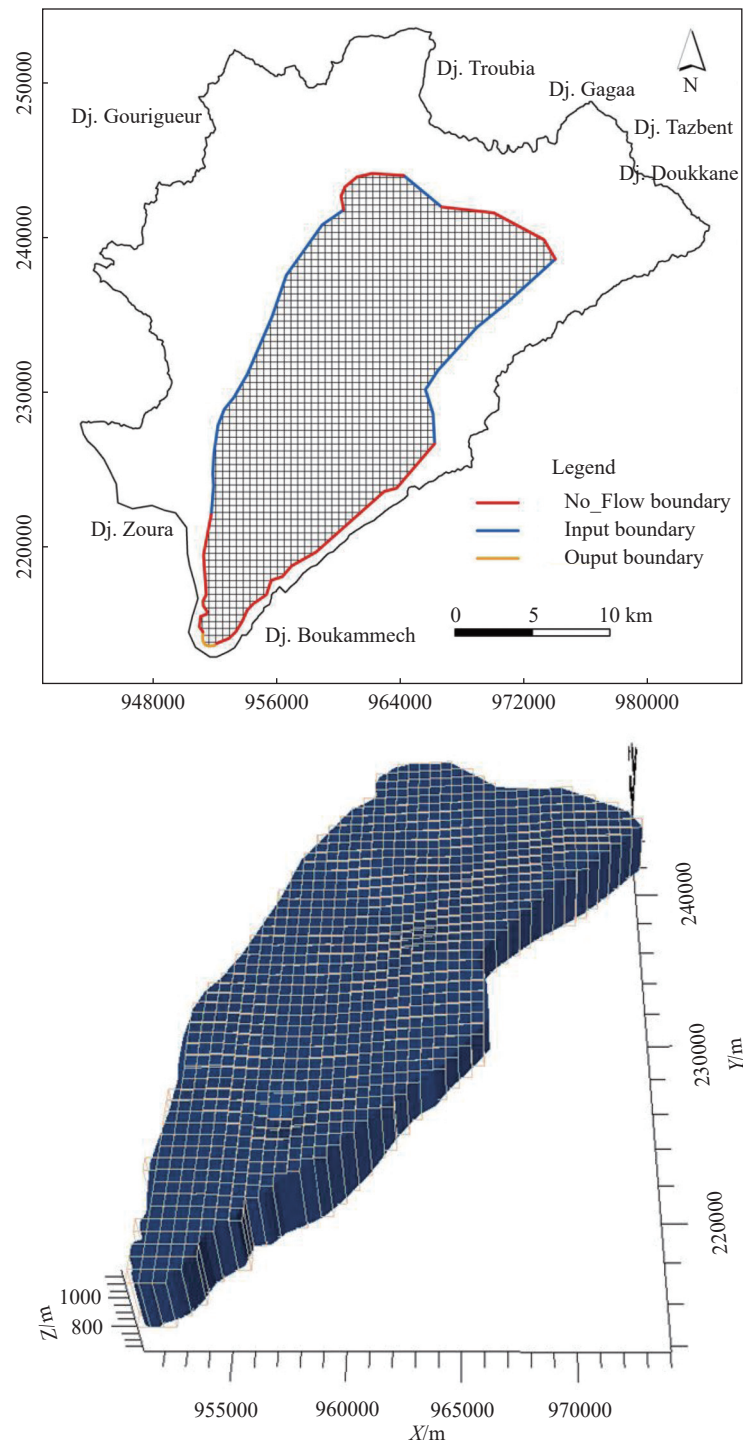 Dj. Troubia
Dj. Gagaa
N
Dj. Gourigueur
Dj. Tazbent
Dj. Doukkane
250000
240000
230000
220000
Legend
No_Flow boundary
Input boundary
Ouput boundary
Dj. Zoura
0 5 10 km
Dj. Boukammech
948000 956000 964000 972000 980000
240000
230000
Y/m
220000
1000
800
Z/m
955000 960000 965000 970000
X/m